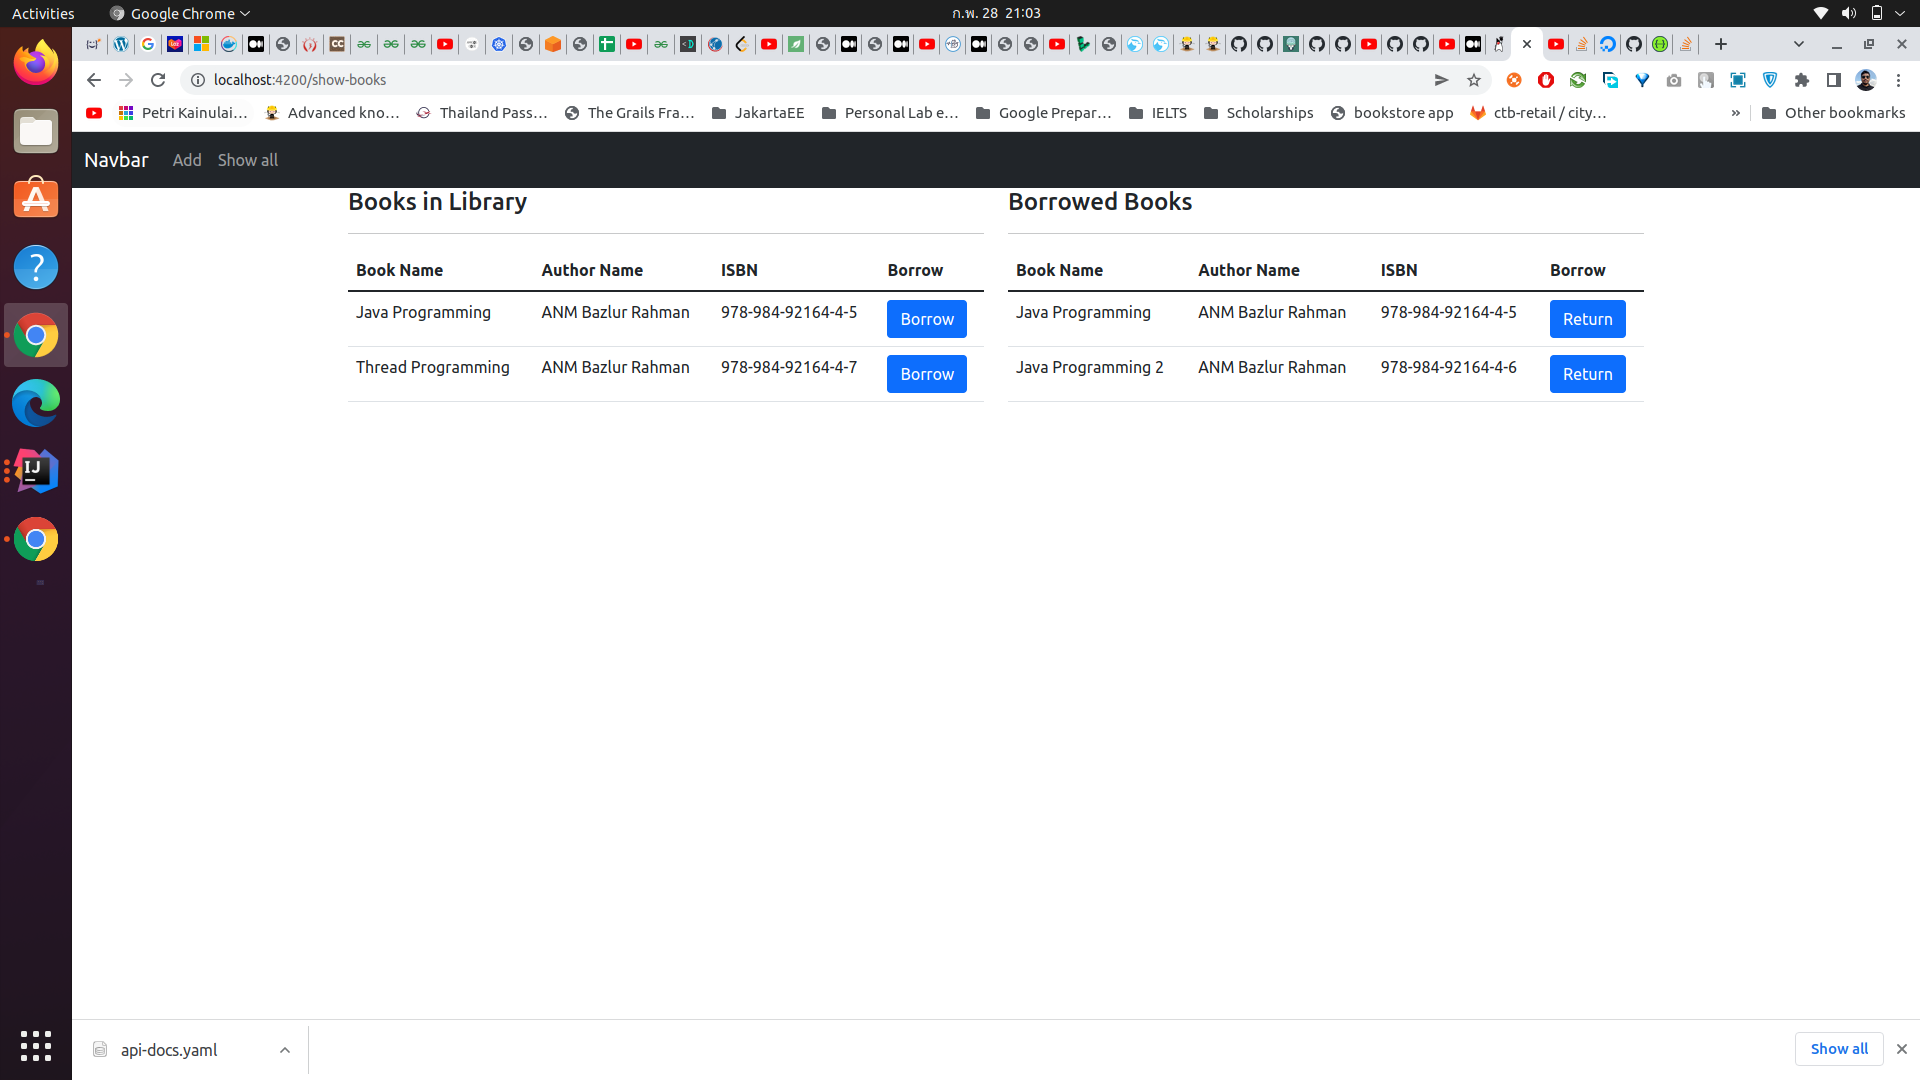 Activities Google Chrome ก.พ. 28 21:03
localhost:4200/show-books
Petri Kainulai... Advanced kno... Thailand Pass... The Grails Fra... JakartaEE Personal Lab e... Google Prepar... IELTS Scholarships bookstore app ctb-retail / city... » Other bookmarks
Navbar Add Show all
Books in Library
Book Name Author Name ISBN Borrow
Java Programming ANM Bazlur Rahman 978-984-92164-4-5 Borrow
Thread Programming ANM Bazlur Rahman 978-984-92164-4-7 Borrow
Borrowed Books
Book Name Author Name ISBN Borrow
Java Programming ANM Bazlur Rahman 978-984-92164-4-5 Return
Java Programming 2 ANM Bazlur Rahman 978-984-92164-4-6 Return
api-docs.yaml Show all